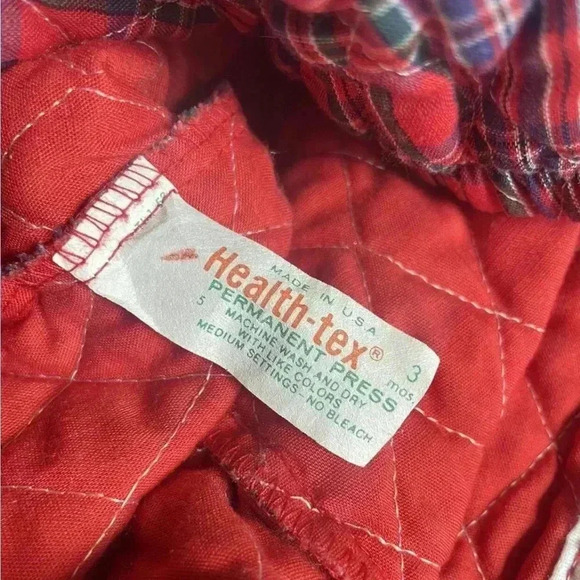 MADE IN U.S.A.
Health-tex®
PERMANENT PRESS
5 MACHINE WASH AND DRY
WITH LIKE COLORS
MEDIUM SETTINGS-NO BLEACH
3
mos.